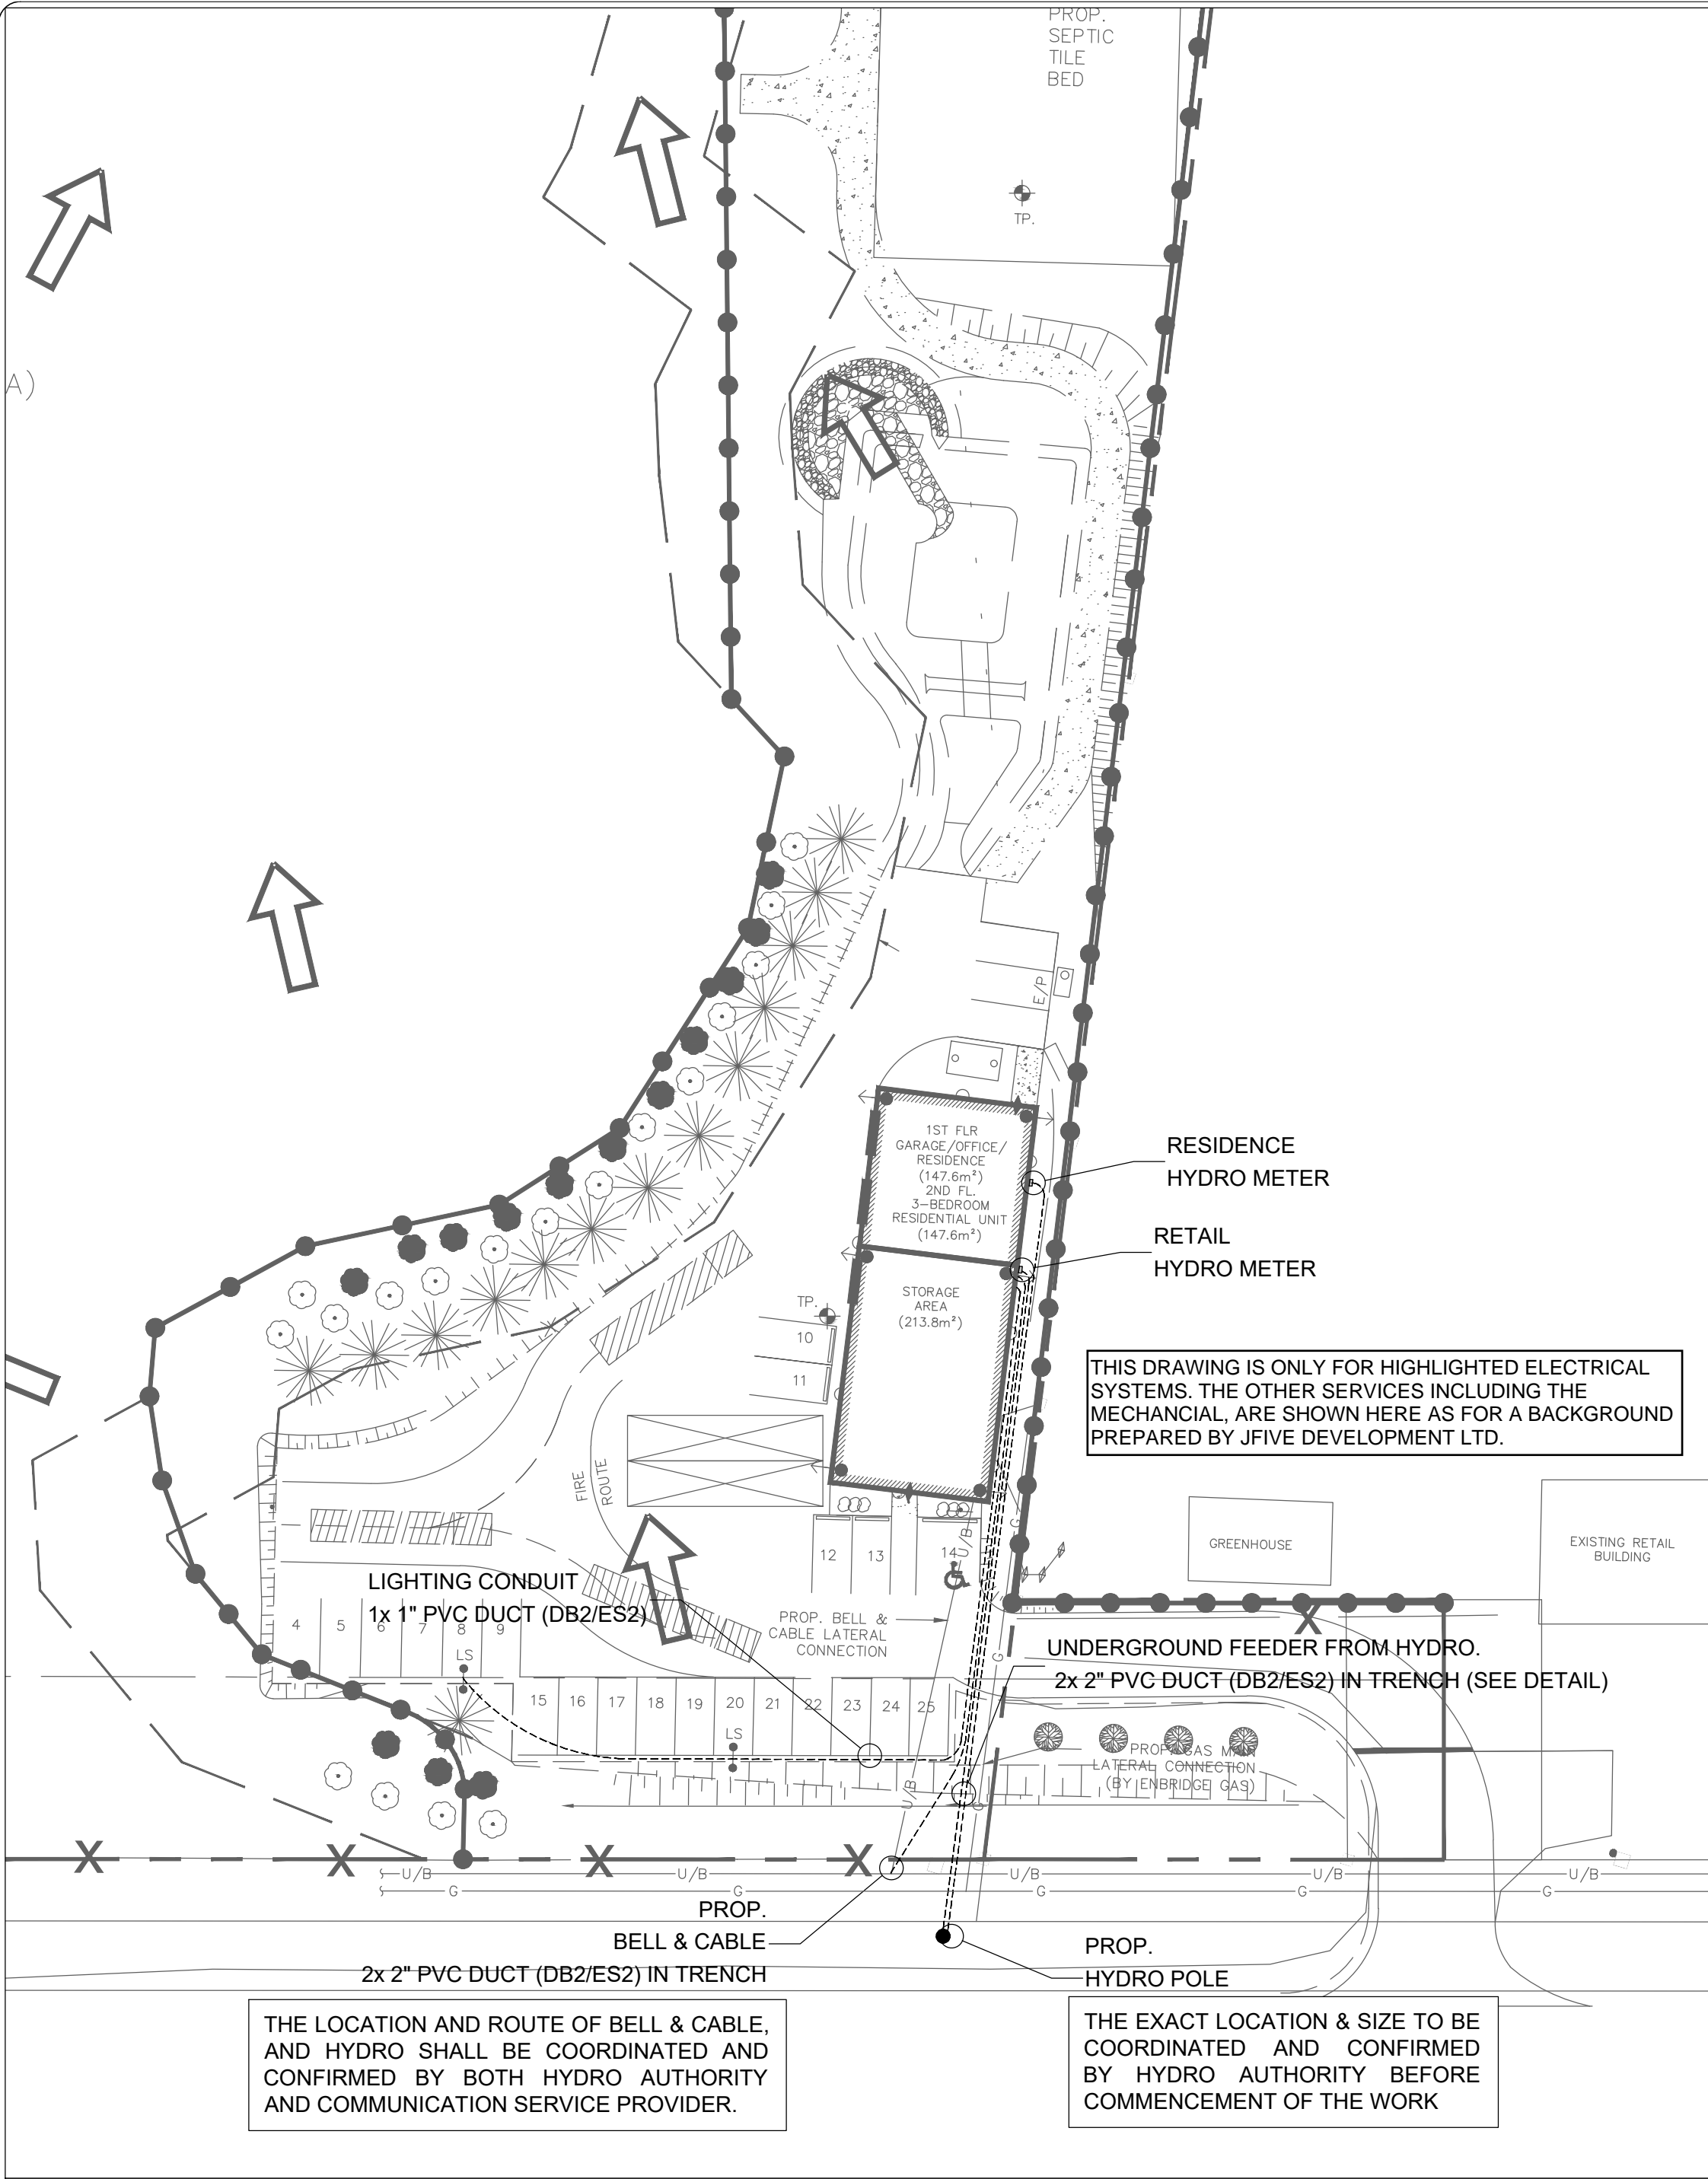 PROP.
SEPTIC
TILE
BED
TP.
A)
E/P
1ST FLR
GARAGE/OFFICE/
RESIDENCE
(147.6m²)
2ND FL.
3-BEDROOM
RESIDENTIAL UNIT
(147.6m²)
RESIDENCE
HYDRO METER
RETAIL
HYDRO METER
STORAGE
AREA
(213.8m²)
TP.
10
11
THIS DRAWING IS ONLY FOR HIGHLIGHTED ELECTRICAL
SYSTEMS. THE OTHER SERVICES INCLUDING THE
MECHANCIAL, ARE SHOWN HERE AS FOR A BACKGROUND
PREPARED BY JFIVE DEVELOPMENT LTD.
FIRE
ROUTE
12
13
14
U/B
G
GREENHOUSE
EXISTING RETAIL
BUILDING
LIGHTING CONDUIT
1x 1" PVC DUCT (DB2/ES2)
4
5
6
7
8
9
LS
PROP. BELL &
CABLE LATERAL
CONNECTION
G
X
UNDERGROUND FEEDER FROM HYDRO.
2x 2" PVC DUCT (DB2/ES2) IN TRENCH (SEE DETAIL)
15
16
17
18
19
20
21
22
23
24
25
LS
PROP. GAS MAIN
LATERAL CONNECTION
(BY ENBRIDGE GAS)
U/B
G
X
X
X
X
U/B
U/B
U/B
U/B
U/B
G
G
G
G
G
PROP.
BELL & CABLE
2x 2" PVC DUCT (DB2/ES2) IN TRENCH
PROP.
HYDRO POLE
THE LOCATION AND ROUTE OF BELL & CABLE,
AND HYDRO SHALL BE COORDINATED AND
CONFIRMED BY BOTH HYDRO AUTHORITY
AND COMMUNICATION SERVICE PROVIDER.
THE EXACT LOCATION & SIZE TO BE
COORDINATED AND CONFIRMED
BY HYDRO AUTHORITY BEFORE
COMMENCEMENT OF THE WORK